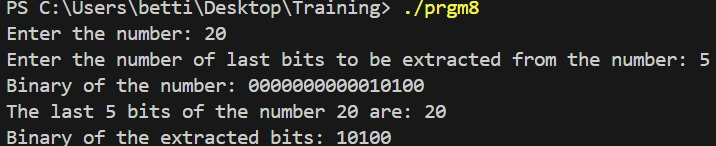 PS C:\Users\betti\Desktop\Training> ./prgm8
Enter the number: 20
Enter the number of last bits to be extracted from the number: 5
Binary of the number: 0000000000010100
The last 5 bits of the number 20 are: 20
Binary of the extracted bits: 10100